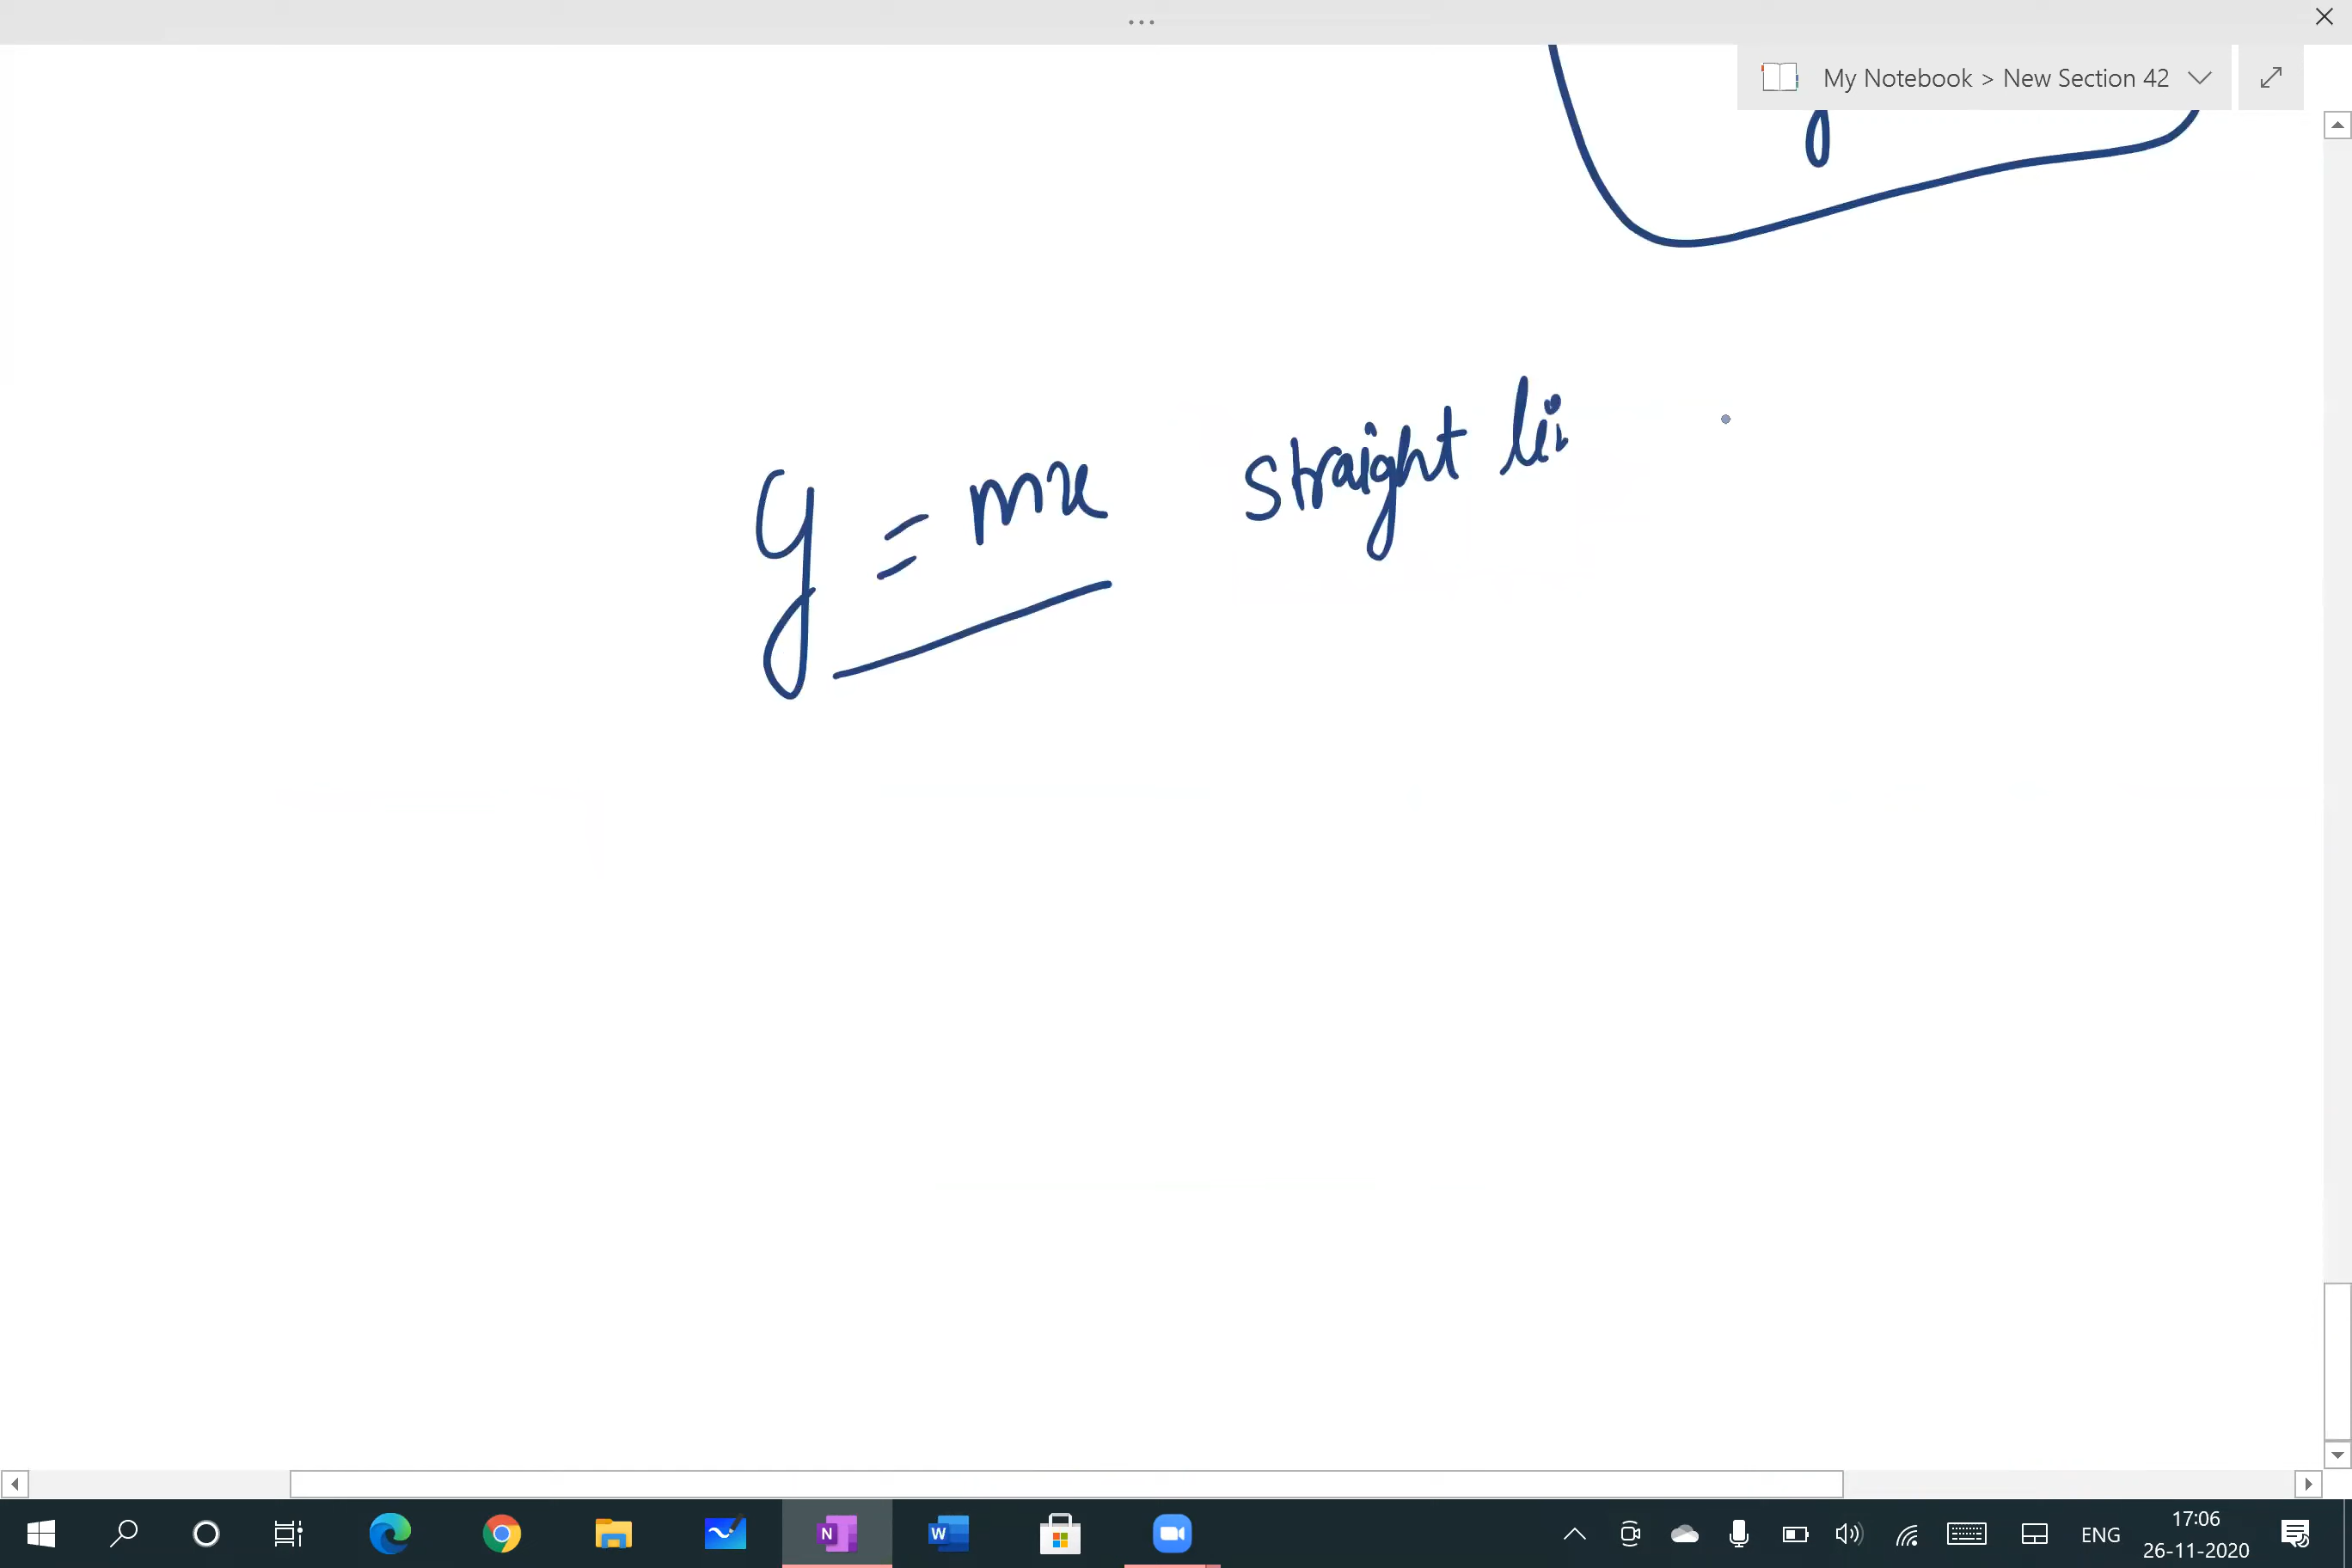 ...
My Notebook > New Section 42
y = mx straight li
ENG
17:06
26-11-2020